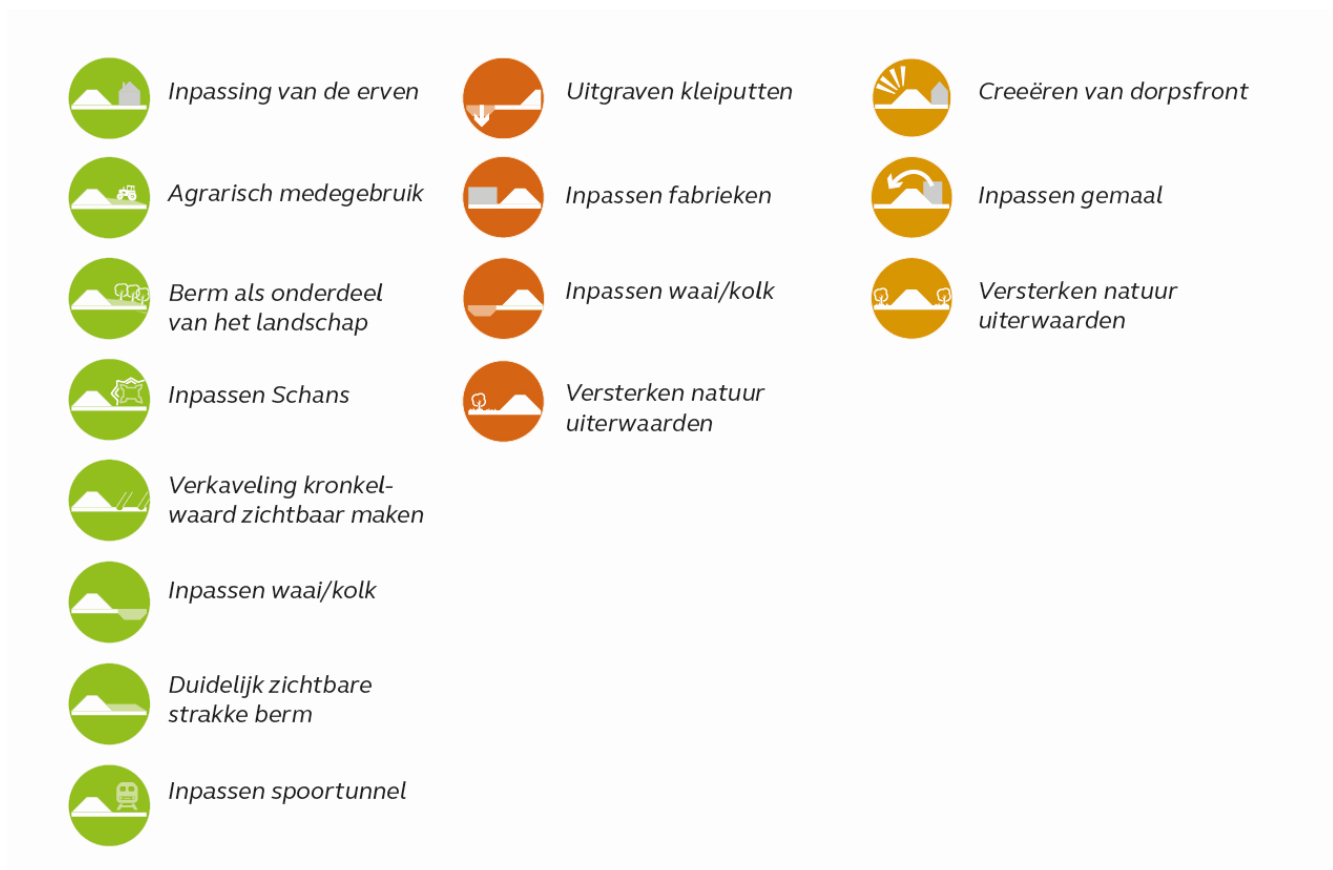 Inpassing van de erven
Agrarisch medegebruik
Berm als onderdeel
van het landschap
Inpassen Schans
Verkaveling kronkel-
waard zichtbaar maken
Inpassen waai/kolk
Duidelijk zichtbare
strakke berm
Inpassen spoortunnel
Uitgraven kleiputten
Inpassen fabrieken
Inpassen waai/kolk
Versterken natuur
uiterwaarden
Creeëren van dorpsfront
Inpassen gemaal
Versterken natuur
uiterwaarden